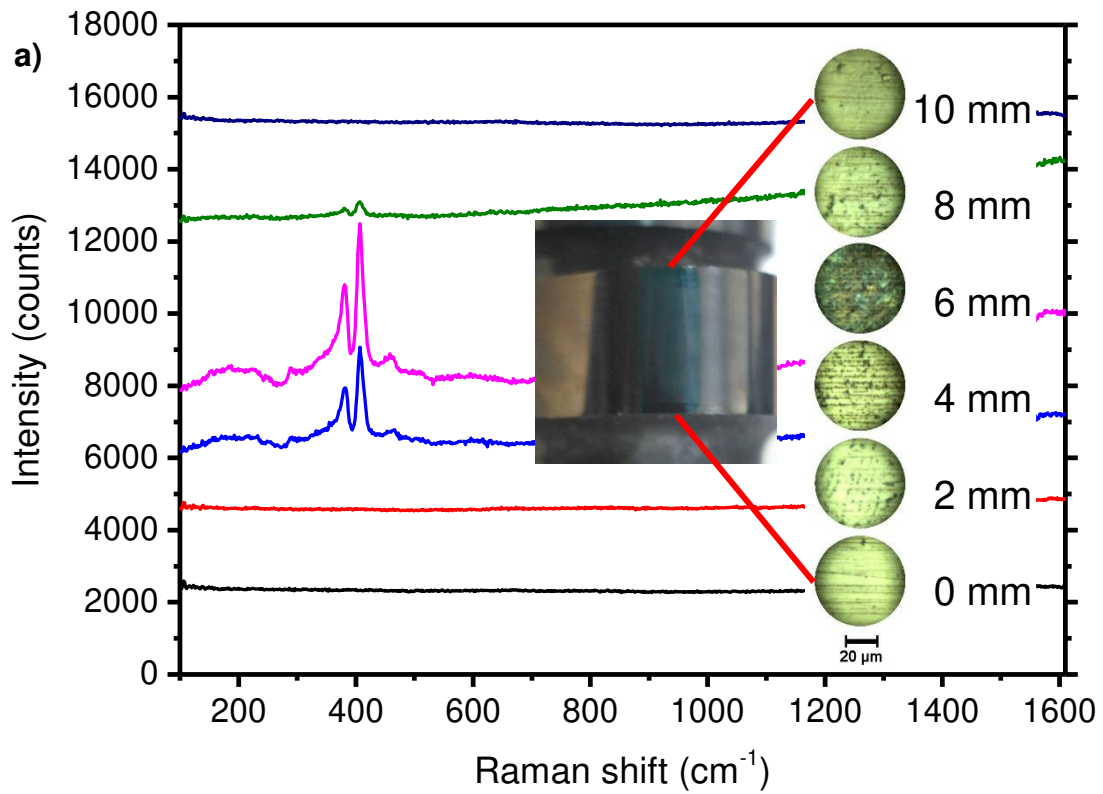 a)
18000
16000
14000
12000
10000
8000
6000
4000
2000
0
Intensity (counts)
10 mm
8 mm
6 mm
4 mm
2 mm
0 mm
20 μm
200 400 600 800 1000 1200 1400 1600
Raman shift (cm⁻¹)